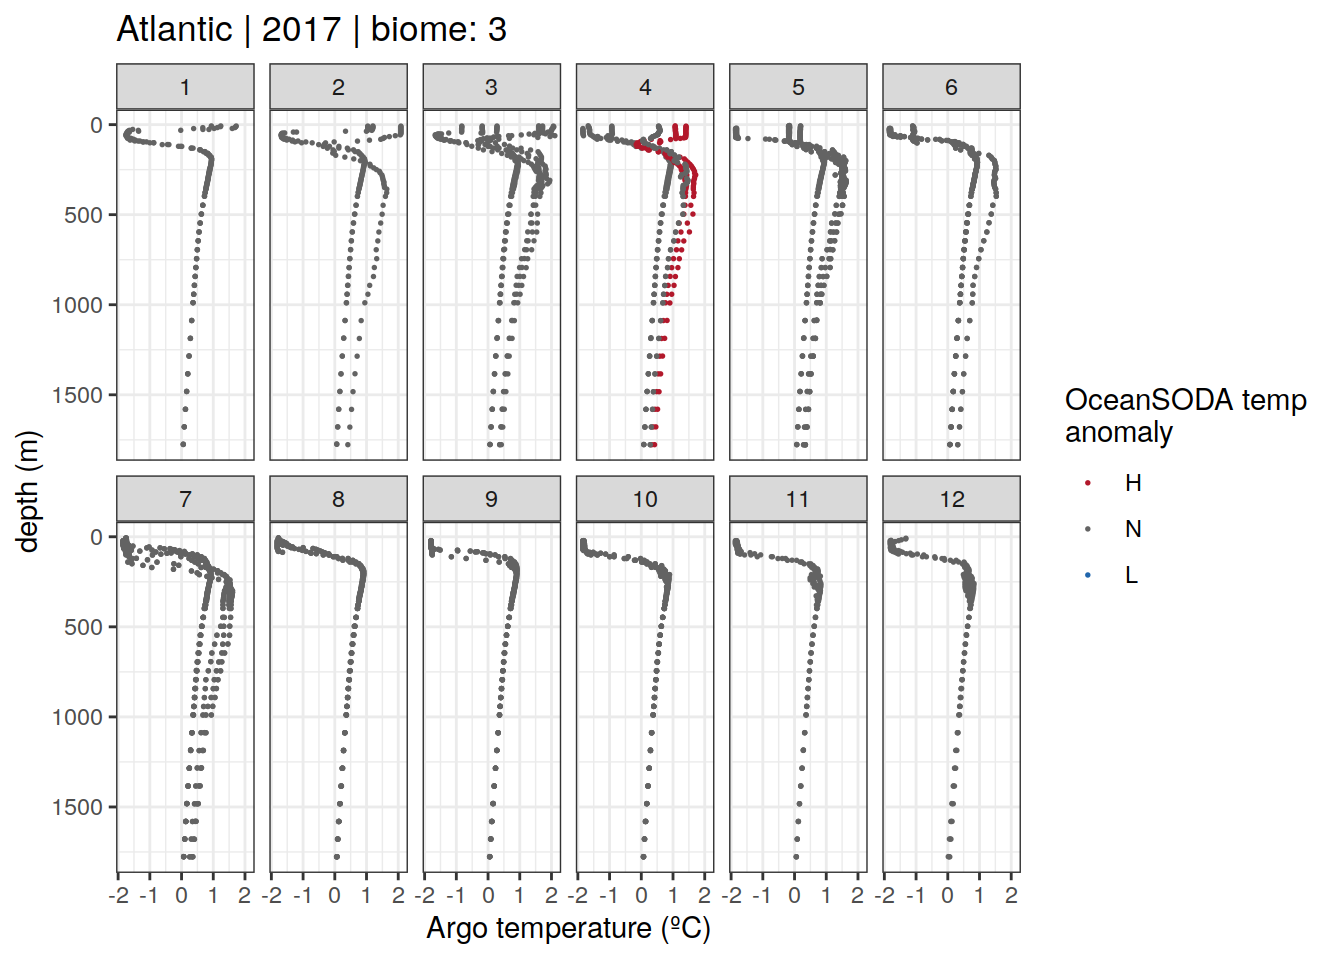 Atlantic | 2017 | biome: 3
1 2 3 4 5 6
0
500
1000
1500
7 8 9 10 11 12
0
500
1000
1500
-2 -1 0 1 2 -2 -1 0 1 2 -2 -1 0 1 2 -2 -1 0 1 2 -2 -1 0 1 2 -2 -1 0 1 2
Argo temperature (ºC)
depth (m)
OceanSODA temp
anomaly
H
N
L